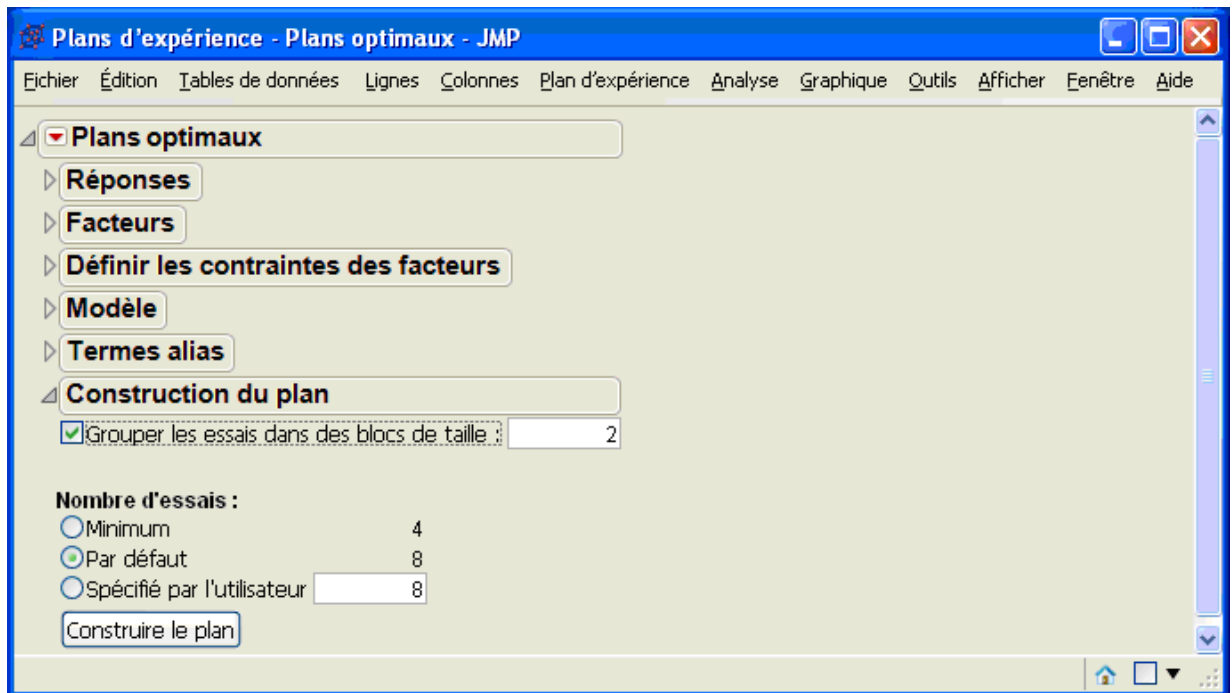 Plans d'expérience - Plans optimaux - JMP
Fichier Édition Tables de données Lignes Colonnes Plan d'expérience Analyse Graphique Outils Afficher Fenêtre Aide
Plans optimaux
Réponses
Facteurs
Définir les contraintes des facteurs
Modèle
Termes alias
Construction du plan
Grouper les essais dans des blocs de taille : 2
Nombre d'essais :
Minimum 4
Par défaut 8
Spécifié par l'utilisateur 8
Construire le plan